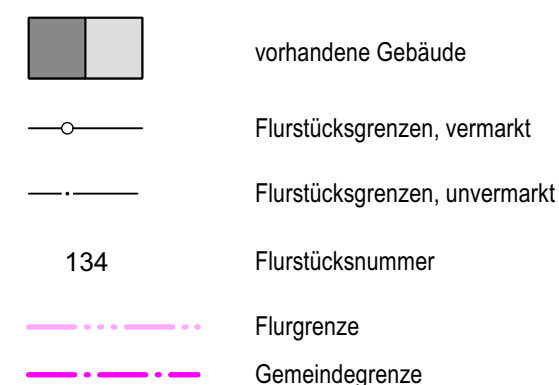 vorhandene Gebäude
Flurstücksgrenzen, vermarkt
Flurstücksgrenzen, unvermarkt
134 Flurstücksnummer
Flurgrenze
Gemeindegrenze